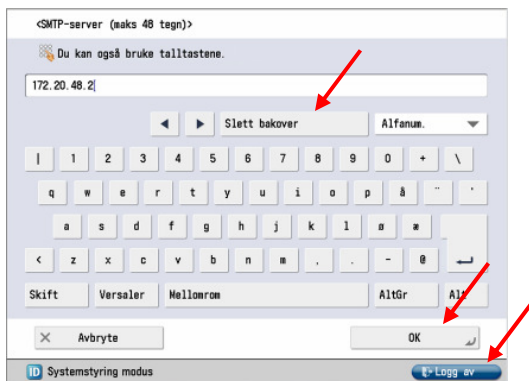 <SMTP-server (maks 48 tegn)>
Du kan også bruke talltastene.
172.20.48.2
Slett bakover Alfanum.
| 1 2 3 4 5 6 7 8 9 0 + \
q w e r t y u i o p å ¨ '
a s d f g h j k l ø æ
< z x c v b n m , . - @
Skift Versaler Mellomrom AltGr Alt
Avbryte OK
ID Systemstyring modus Logg av